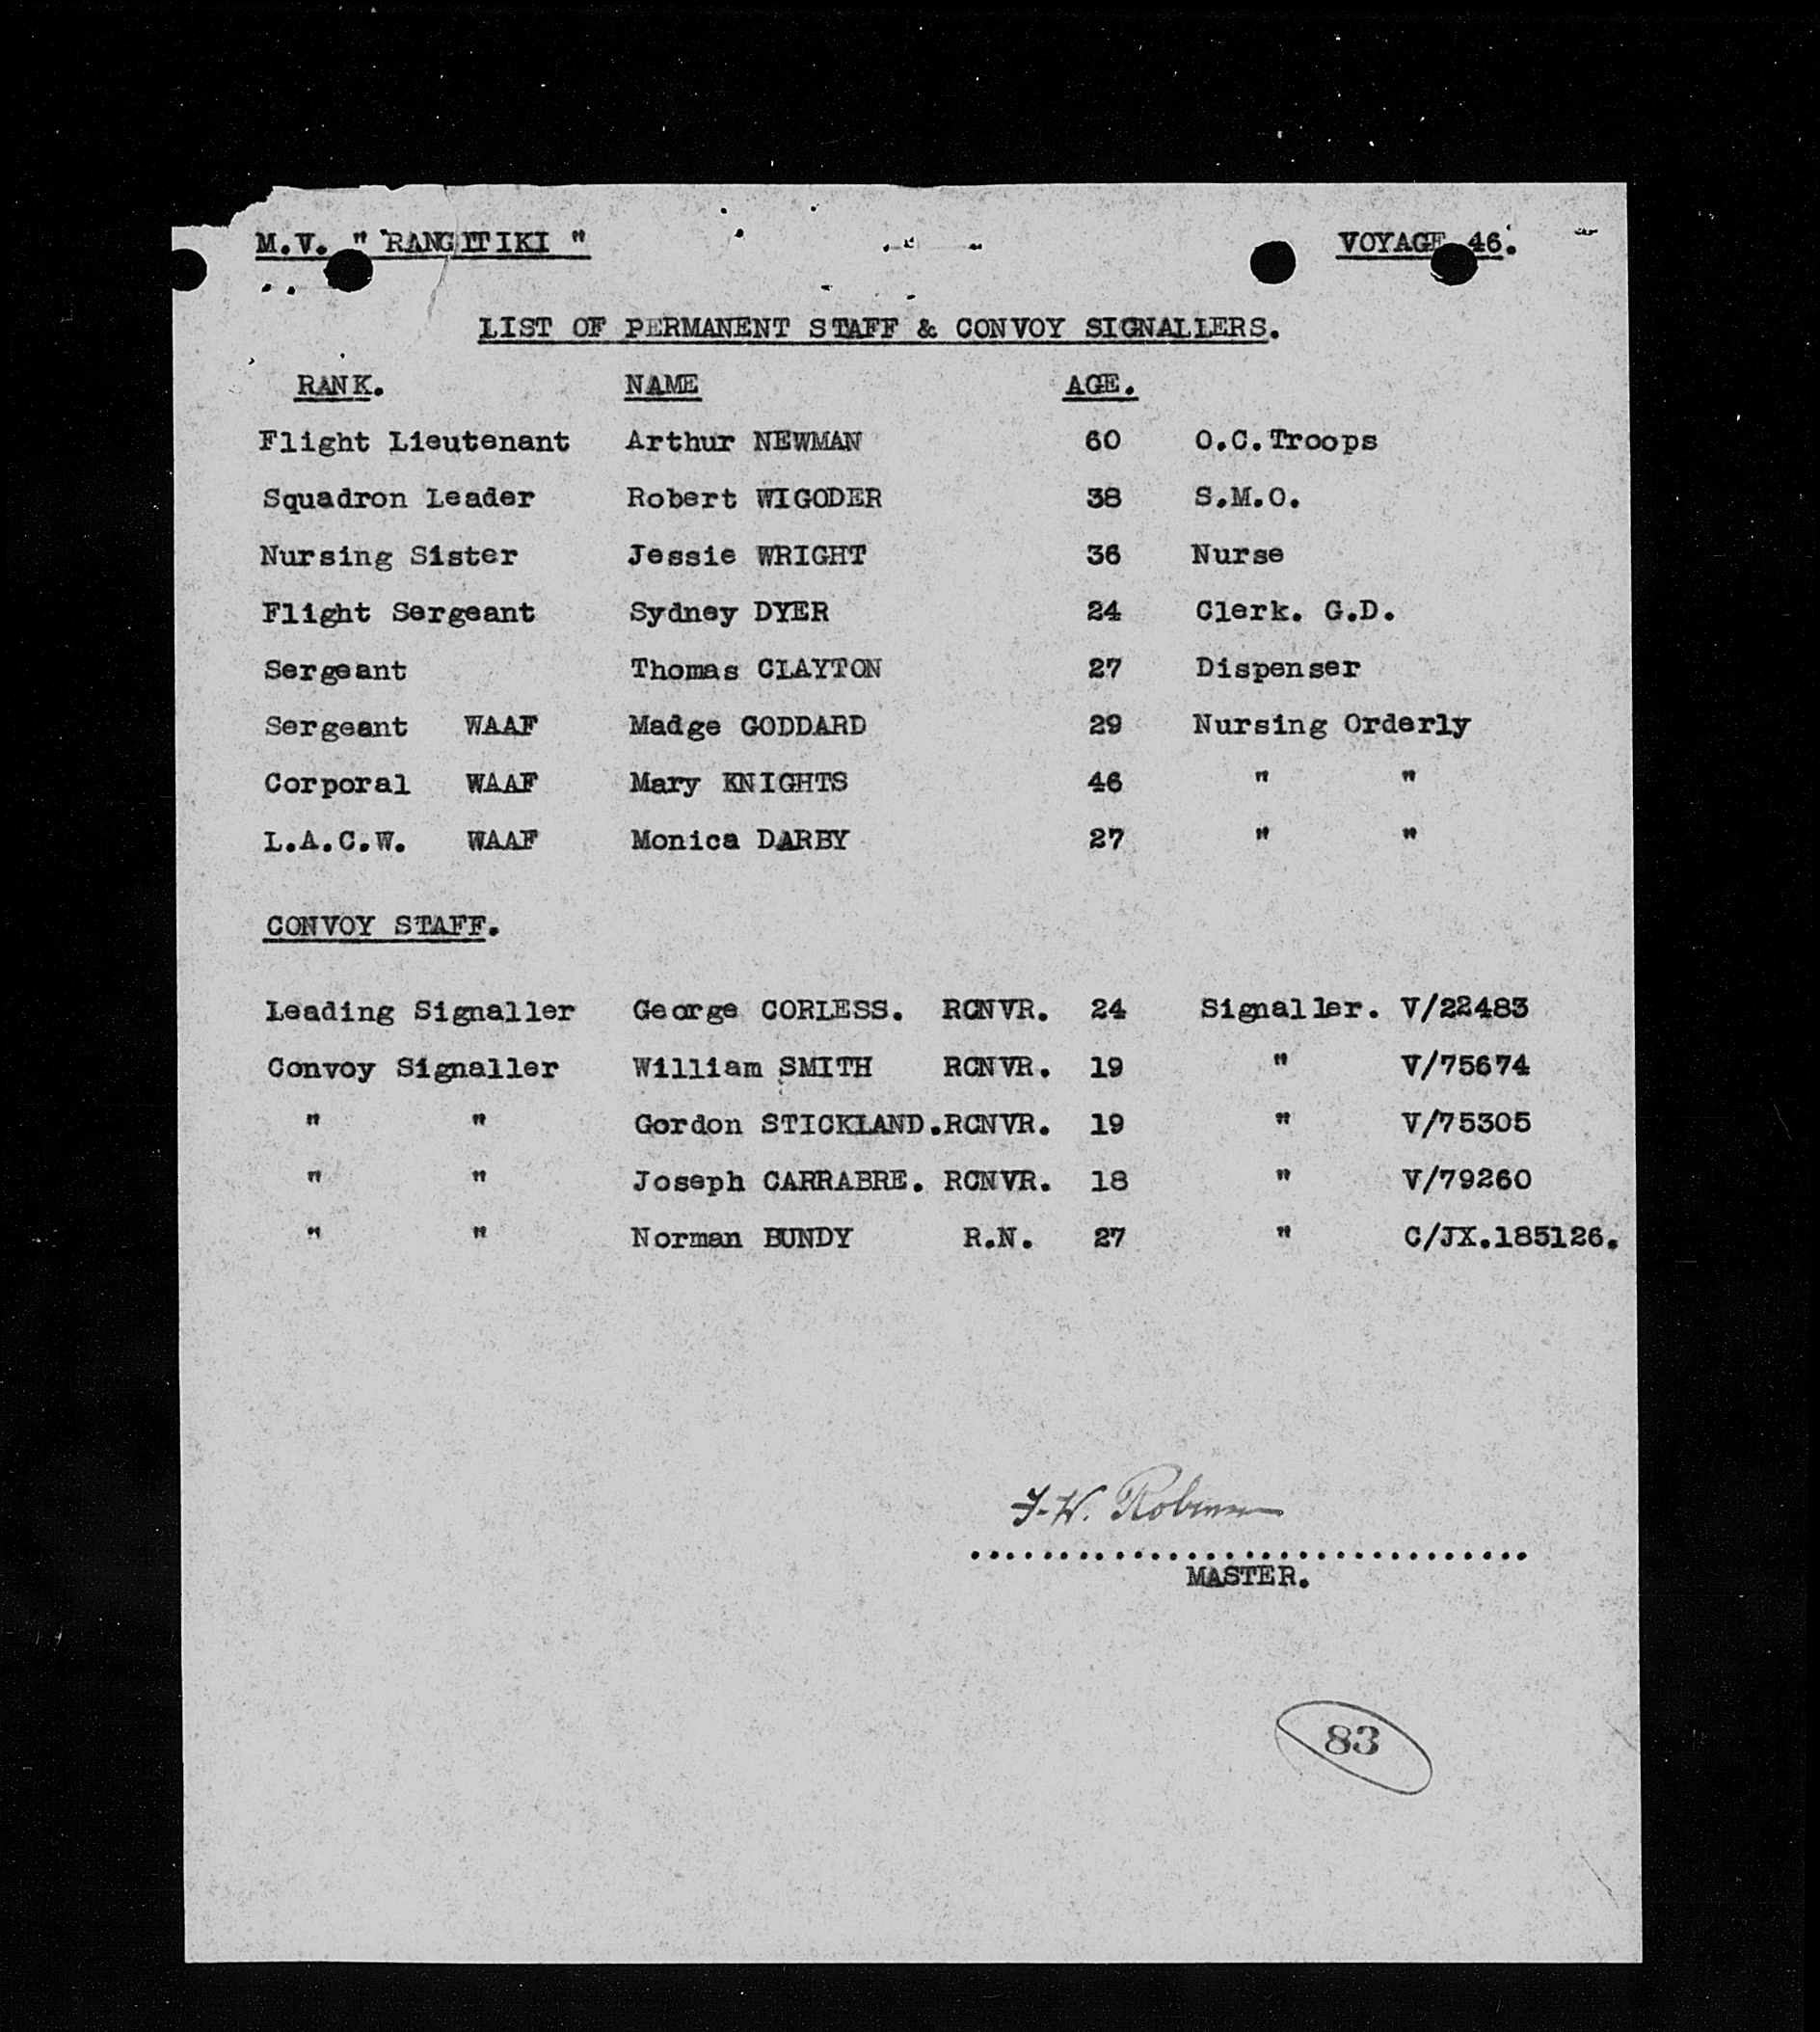 M.V. " RANGITIKI " VOYAGE 46.
LIST OF PERMANENT STAFF & CONVOY SIGNALLERS.
RANK. NAME AGE.
Flight Lieutenant Arthur NEWMAN 60 O.C.Troops
Squadron Leader Robert WIGODER 38 S.M.O.
Nursing Sister Jessie WRIGHT 36 Nurse
Flight Sergeant Sydney DYER 24 Clerk. G.D.
Sergeant Thomas CLAYTON 27 Dispenser
Sergeant WAAF Madge GODDARD 29 Nursing Orderly
Corporal WAAF Mary KNIGHTS 46 " "
L.A.C.W. WAAF Monica DARBY 27 " "
CONVOY STAFF.
Leading Signaller George CORLESS. RCNVR. 24 Signaller. V/22483
Convoy Signaller William SMITH RCNVR. 19 " V/75674
" " Gordon STICKLAND.RCNVR. 19 " V/75305
" " Joseph CARRABRE. RCNVR. 18 " V/79260
" " Norman BUNDY R.N. 27 " C/JX.185126.
MASTER.
83